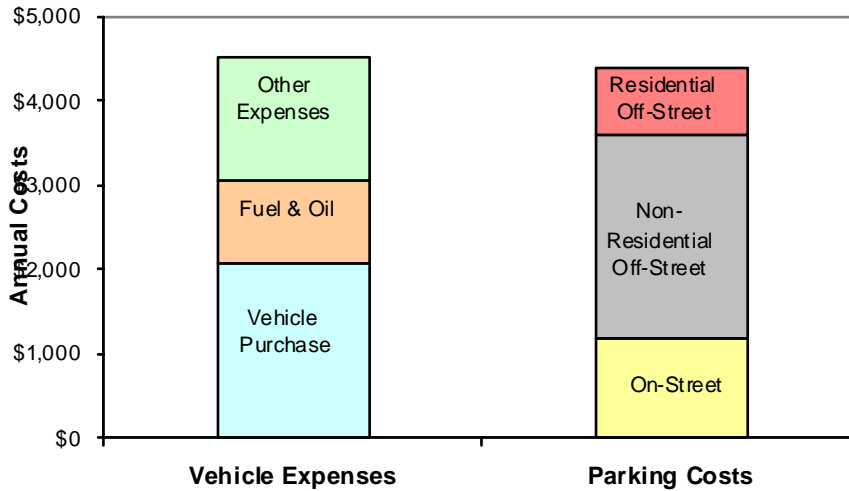 $5,000
$4,000
$3,000
$2,000
$1,000
$0
Annual Costs
Other
Expenses
Fuel & Oil
Vehicle
Purchase
Residential
Off-Street
Non-
Residential
Off-Street
On-Street
Vehicle Expenses
Parking Costs